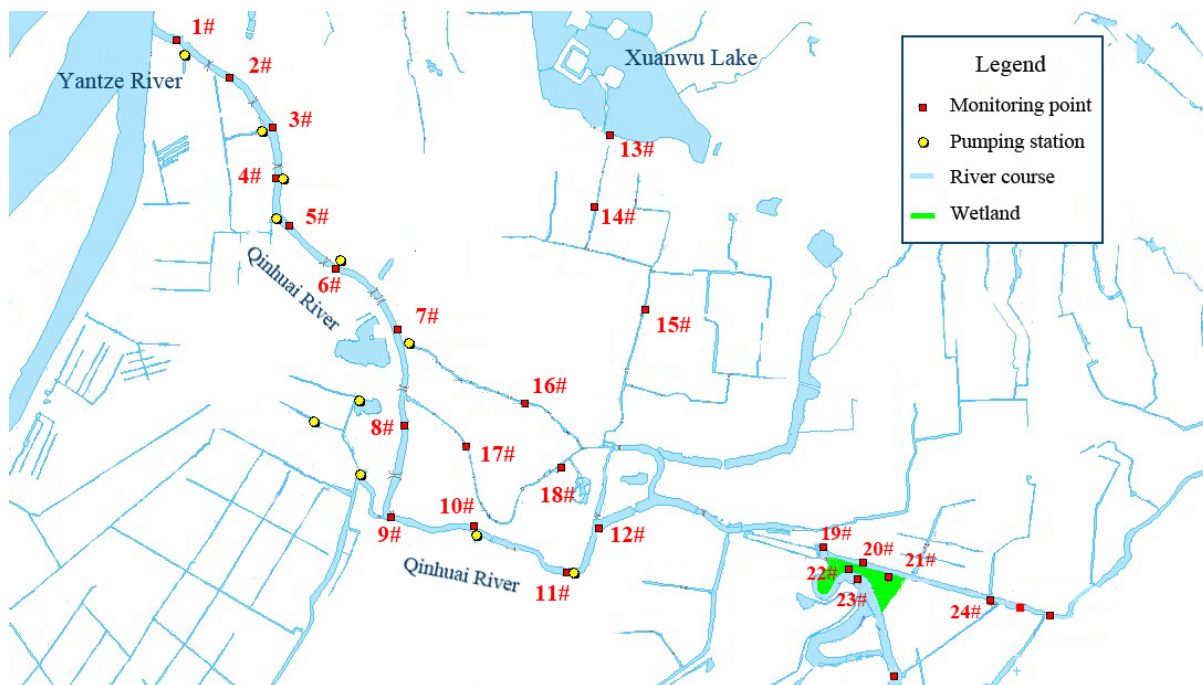 1#
Yantze River
2#
Xuanwu Lake
Legend
Monitoring point
Pumping station
River course
Wetland
3#
13#
4#
14#
5#
Qinhuai River
6#
7#
15#
16#
8#
17#
18#
10#
9#
12#
Qinhuai River
11#
19#
20#
21#
22#
23#
24#